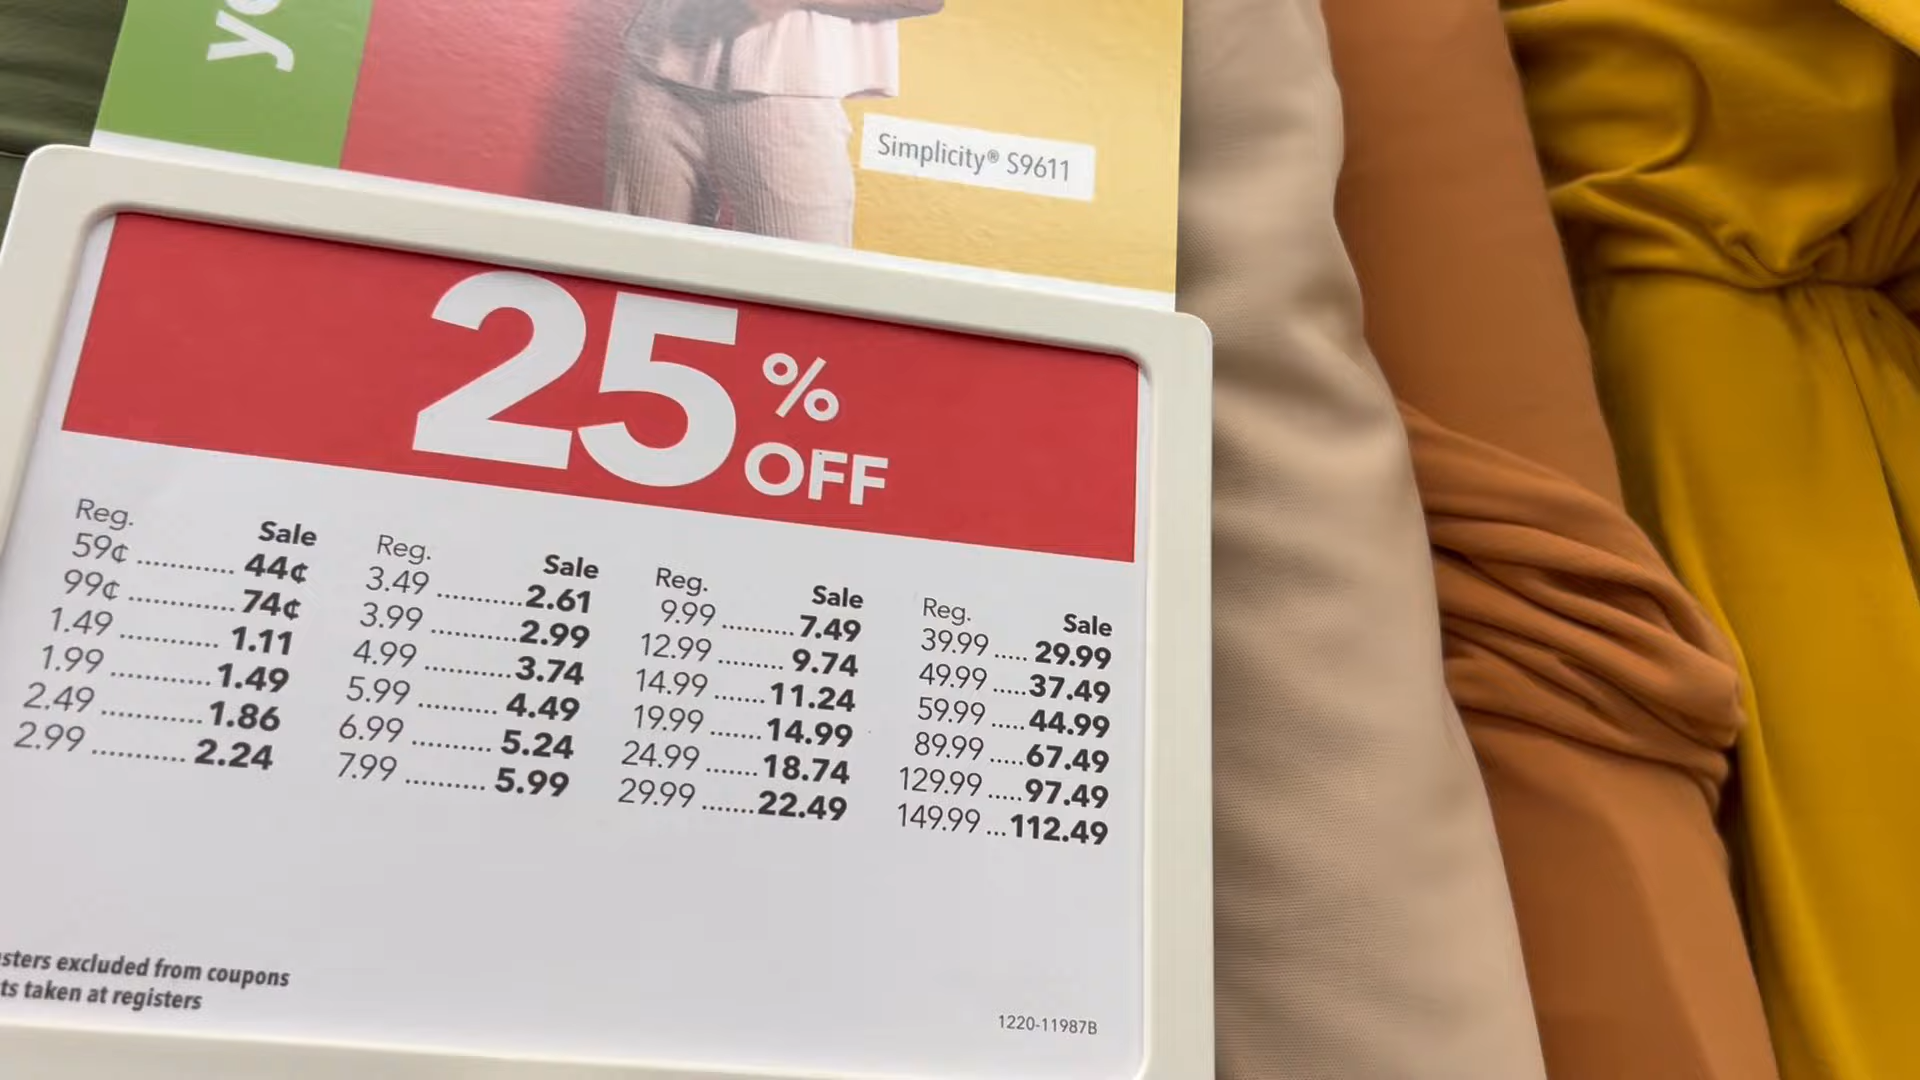 Simplicity® S9611
25% OFF
Reg. Sale
59¢ .......... 44¢
99¢ ........... 74¢
1.49 .......... 1.11
1.99 ...........1.49
2.49 ...........1.86
2.99 .......... 2.24
Reg. Sale
3.49 ..........2.61
3.99 ..........2.99
4.99 ..........3.74
5.99 ......... 4.49
6.99 ......... 5.24
7.99 ......... 5.99
Reg. Sale
9.99 ..........7.49
12.99 ......... 9.74
14.99 .......11.24
19.99 ....... 14.99
24.99 .......18.74
29.99 .......22.49
Reg. Sale
39.99 ..... 29.99
49.99 .....37.49
59.99 .....44.99
89.99 .....67.49
129.99 .....97.49
149.99 ...112.49
excluded from coupons
taken at registers
1220-11987B